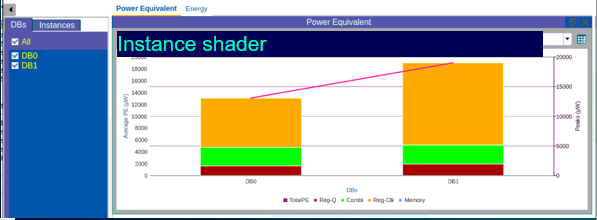 Power Equivalent Energy
DBs Instances
Power Equivalent
All
DB0
DB1
Instance shader
20000
18000
16000
14000
12000
10000
8000
6000
4000
2000
0
Average PE (µW)
20000
15000
10000
5000
0
Peaks (µW)
DB0 DB1
DBs
TotalPE Reg-Q Combi Reg-Clk Memory